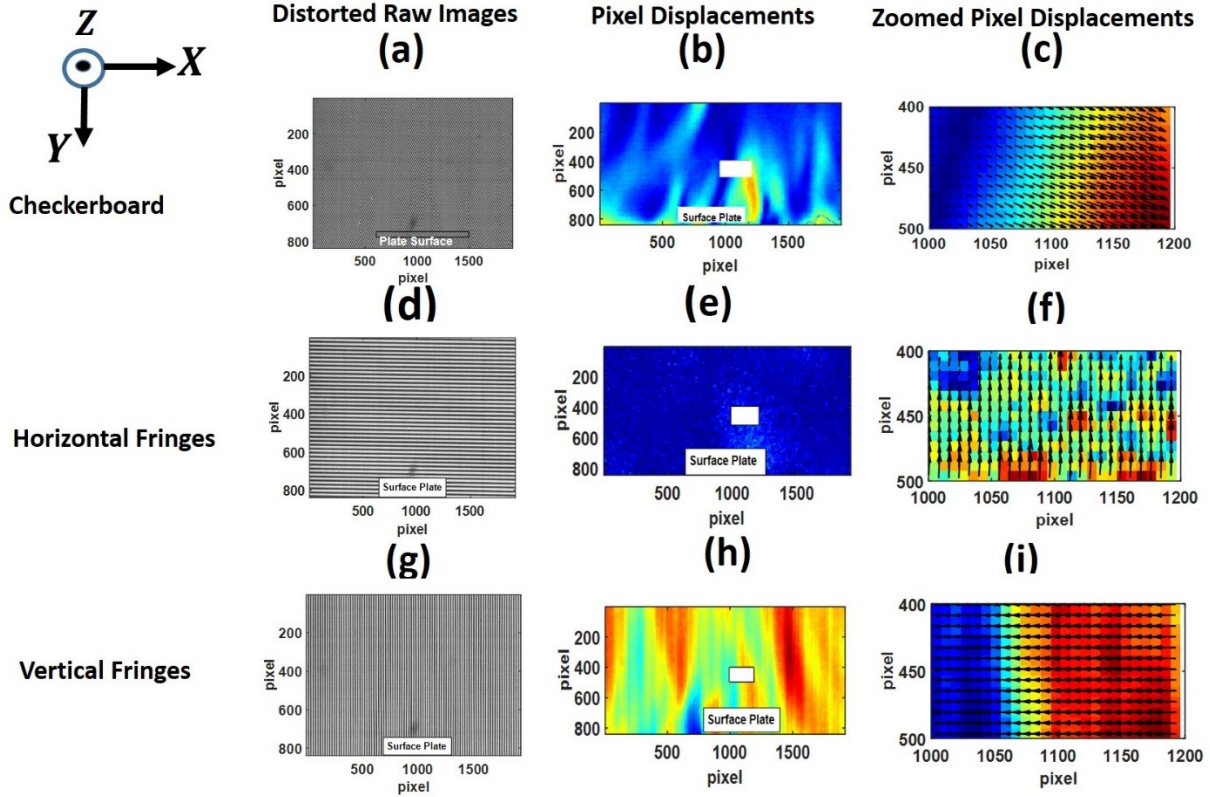 Distorted Raw Images Pixel Displacements Zoomed Pixel Displacements
(a) (b) (c)
Z
X
Y
Checkerboard
200
400
600
800
pixel
Plate Surface
500 1000 1500
pixel
200
400
600
800
pixel
Surface Plate
500 1000 1500
pixel
400
450
500
pixel
1000 1050 1100 1150 1200
(d) (e) (f)
Horizontal Fringes
200
400
600
800
pixel
Surface Plate
500 1000 1500
pixel
200
400
600
800
pixel
Surface Plate
500 1000 1500
pixel
400
450
500
pixel
1000 1050 1100 1150 1200
(g) (h) (i)
Vertical Fringes
200
400
600
800
pixel
Surface Plate
500 1000 1500
pixel
200
400
600
800
pixel
Surface Plate
500 1000 1500
pixel
400
450
500
pixel
1000 1050 1100 1150 1200